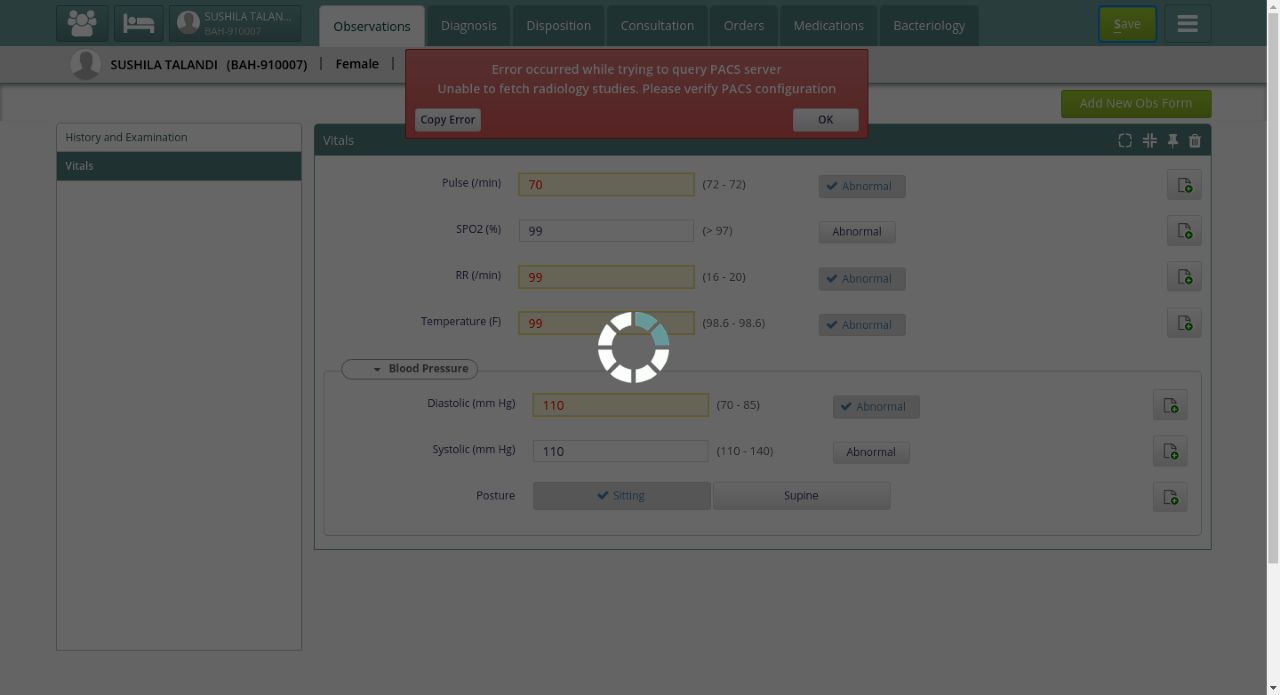 SUSHILA TALAN...
BAH-910007
Observations
Diagnosis
Disposition
Consultation
Orders
Medications
Bacteriology
Save
SUSHILA TALANDI (BAH-910007) | Female |
Error occurred while trying to query PACS server
Unable to fetch radiology studies. Please verify PACS configuration
Copy Error
OK
Add New Obs Form
History and Examination
Vitals
Vitals
Pulse (/min) 70 (72 - 72) Abnormal
SPO2 (%) 99 (> 97) Abnormal
RR (/min) 99 (16 - 20) Abnormal
Temperature (F) 99 (98.6 - 98.6) Abnormal
Blood Pressure
Diastolic (mm Hg) 110 (70 - 85) Abnormal
Systolic (mm Hg) 110 (110 - 140) Abnormal
Posture Sitting Supine